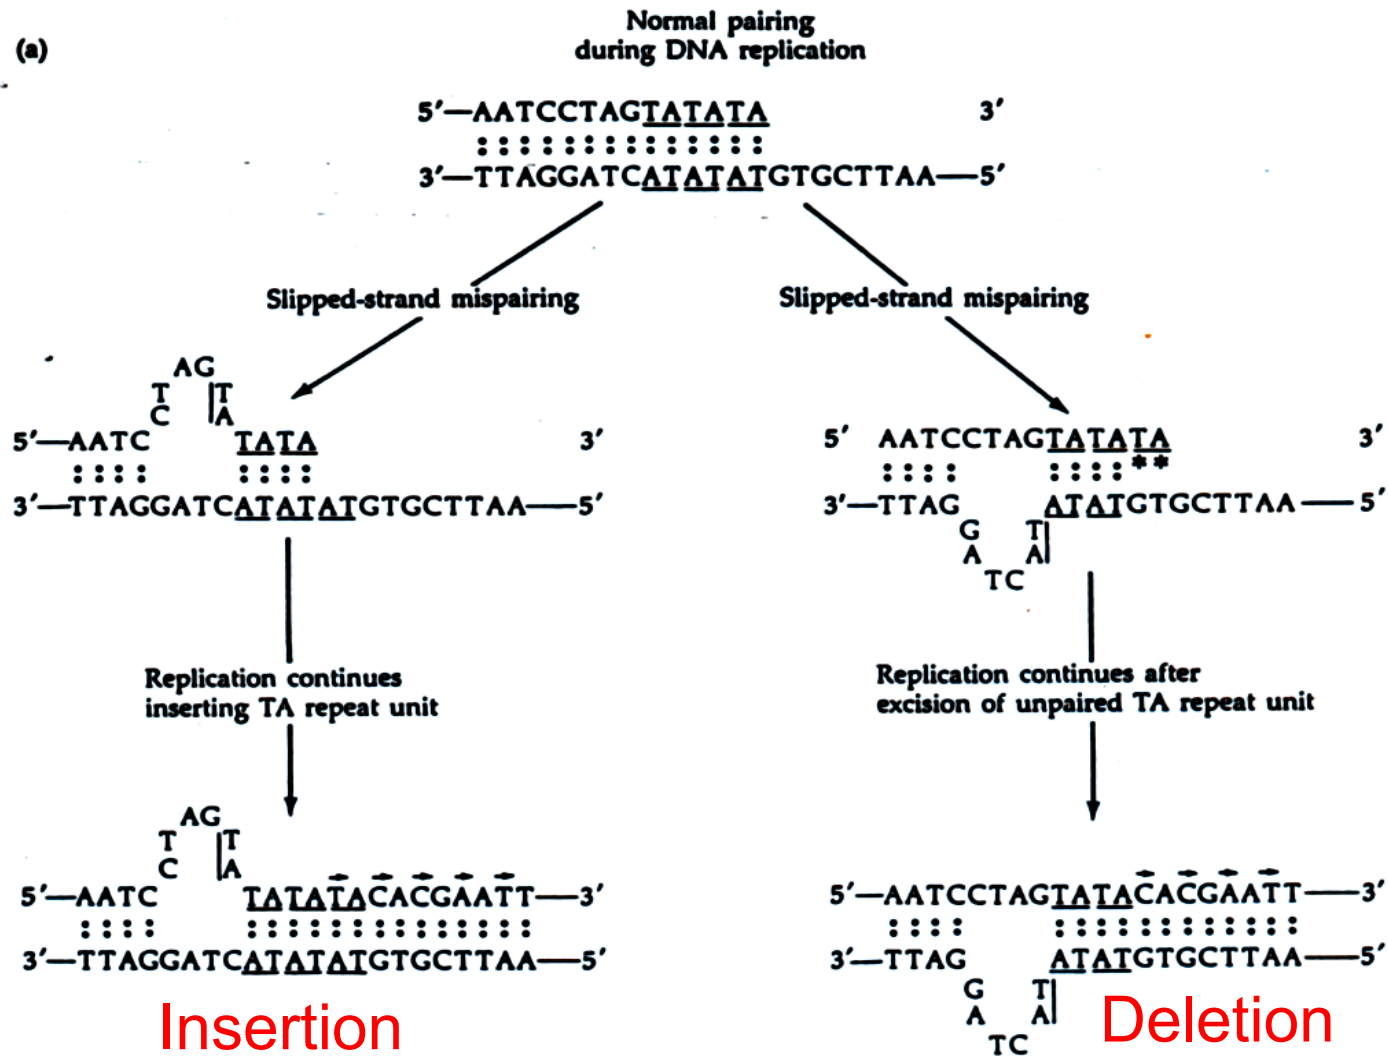 (a)
Normal pairing
during DNA replication
5′—AATCCTAGTATATA 3′
3′—TTAGGATCATATATGTGCTTAA—5′
Slipped-strand mispairing
Slipped-strand mispairing
AG
T T
C A
5′—AATC TATA 3′
3′—TTAGGATCATATATGTGCTTAA—5′
5′ AATCCTAGTATATA 3′
**
3′—TTAG ATATGTGCTTAA—5′
G T
A A
TC
Replication continues
inserting TA repeat unit
Replication continues after
excision of unpaired TA repeat unit
AG
T T
C A
5′—AATC TATATACACGAATT—3′
3′—TTAGGATCATATATGTGCTTAA—5′
Insertion
5′—AATCCTAGTATACACGAATT—3′
3′—TTAG ATATGTGCTTAA—5′
G T
A A
TC
Deletion